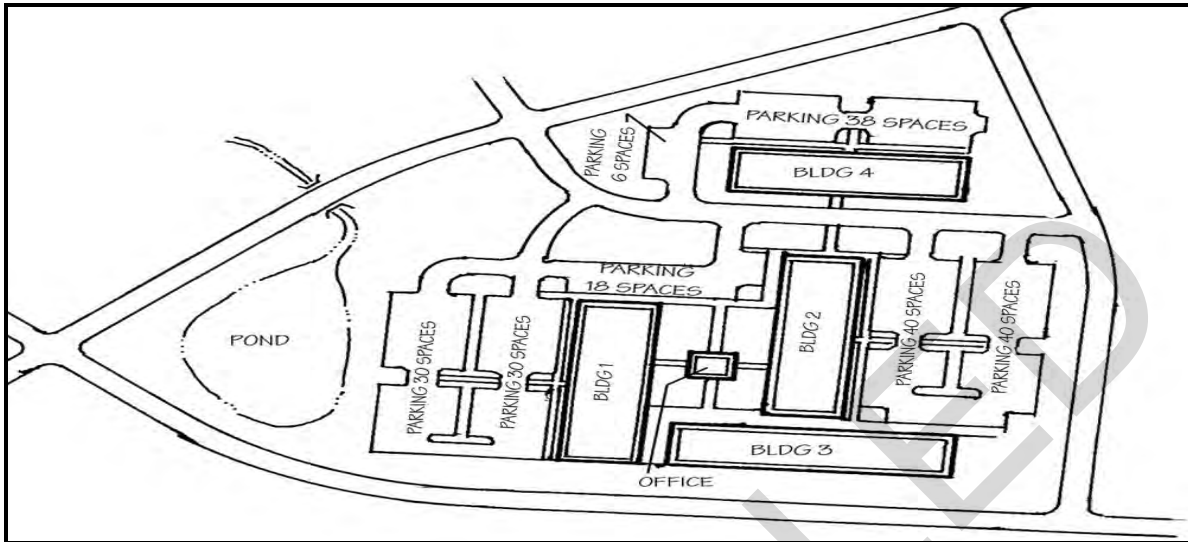 PARKING 38 SPACES
PARKING
6 SPACES
BLDG 4
PARKING
18 SPACES
POND
PARKING 30 SPACES
PARKING 30 SPACES
BLDG 1
BLDG 2
PARKING 40 SPACES
PARKING 40 SPACES
BLDG 3
OFFICE
LED